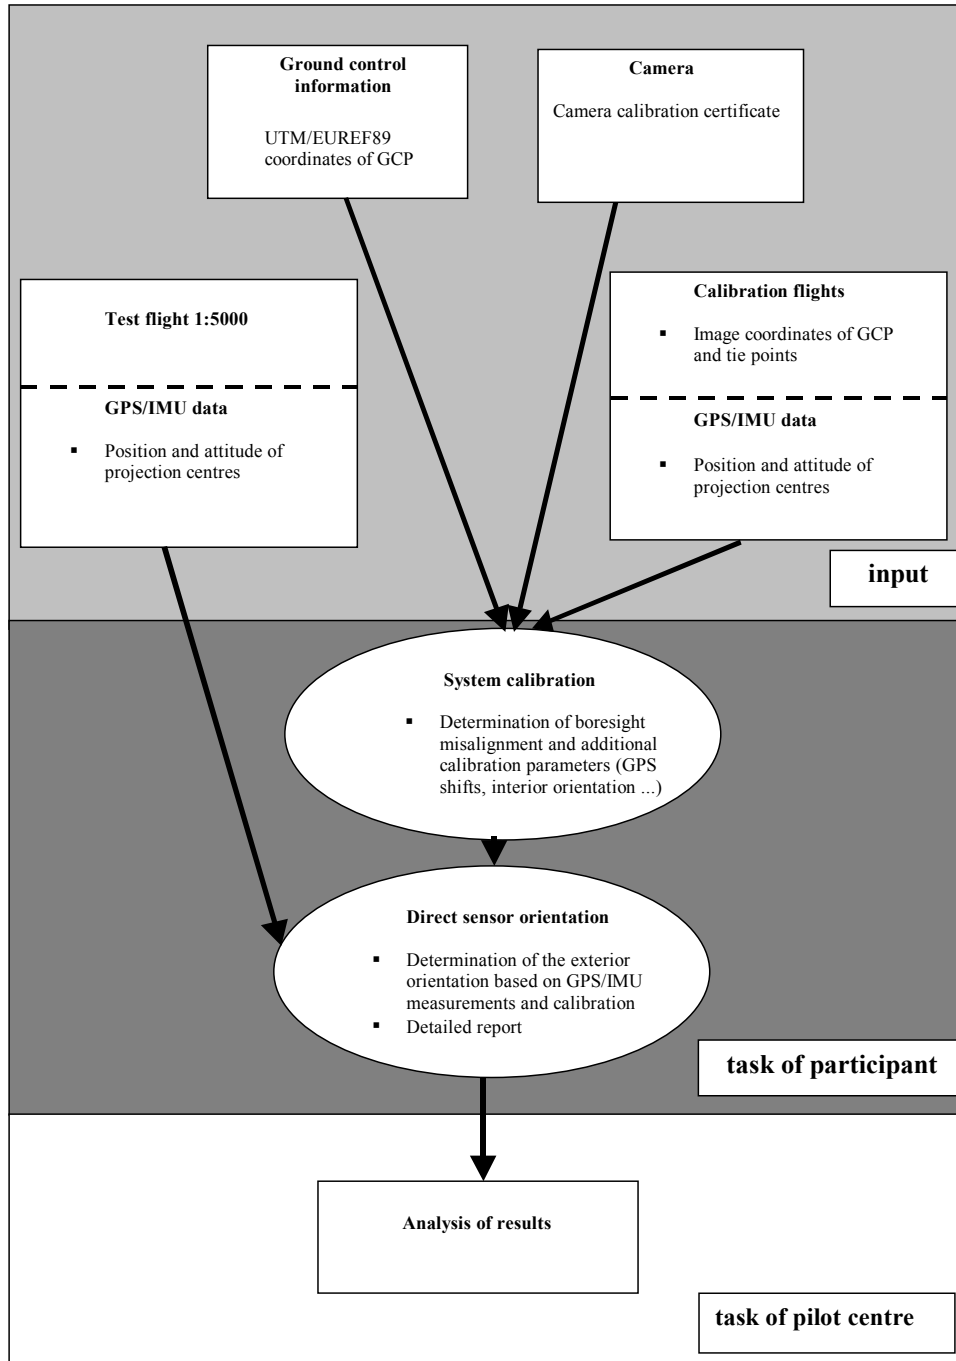 Ground control
information
UTM/EUREF89
coordinates of GCP
Camera
Camera calibration certificate
Test flight 1:5000
GPS/IMU data
▪ Position and attitude of
projection centres
Calibration flights
▪ Image coordinates of GCP
and tie points
GPS/IMU data
▪ Position and attitude of
projection centres
input
System calibration
▪ Determination of boresight
misalignment and additional
calibration parameters (GPS
shifts, interior orientation ...)
Direct sensor orientation
▪ Determination of the exterior
orientation based on GPS/IMU
measurements and calibration
▪ Detailed report
task of participant
Analysis of results
task of pilot centre